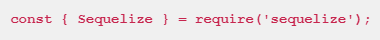 const { Sequelize } = require('sequelize');